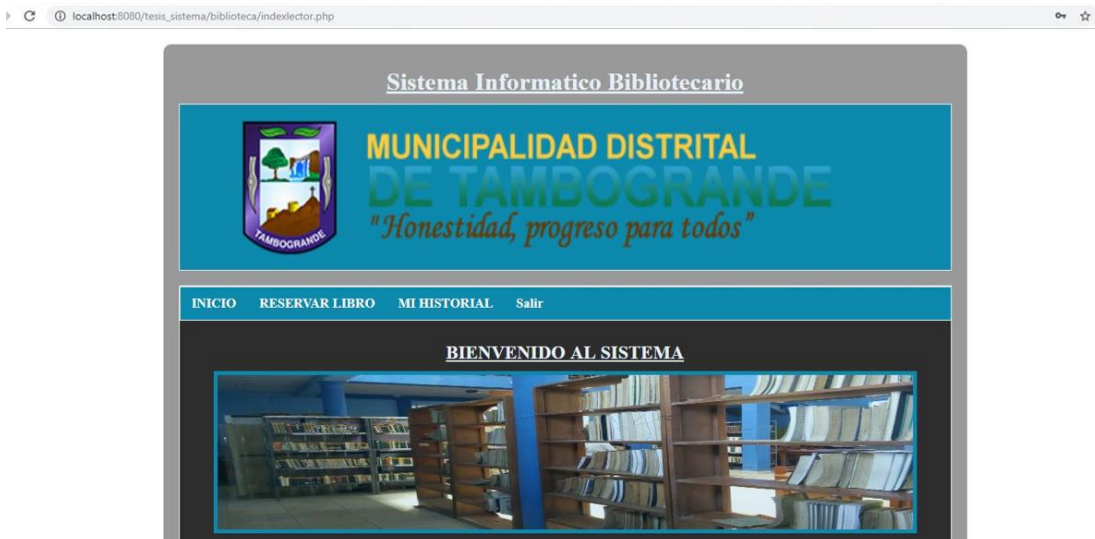 localhost:8080/tesis_sistema/biblioteca/indexlector.php
Sistema Informatico Bibliotecario
MUNICIPALIDAD DISTRITAL
DE TAMBOGRANDE
"Honestidad, progreso para todos"
TAMBOGRANDE
INICIO RESERVAR LIBRO MI HISTORIAL Salir
BIENVENIDO AL SISTEMA